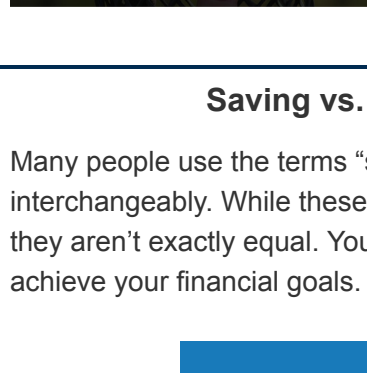 Saving vs.
Many people use the terms “s
interchangeably. While these
they aren’t exactly equal. You
achieve your financial goals.